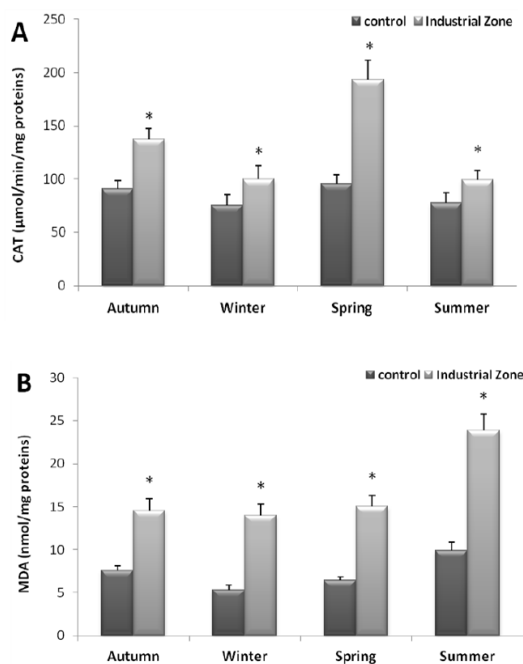 A
control Industrial Zone
CAT (µmol/min/mg proteins)
250
200
150
100
50
0
*
*
*
*
Autumn Winter Spring Summer
B
control Industrial Zone
MDA (nmol/mg proteins)
30
25
20
15
10
5
0
*
*
*
*
Autumn Winter Spring Summer